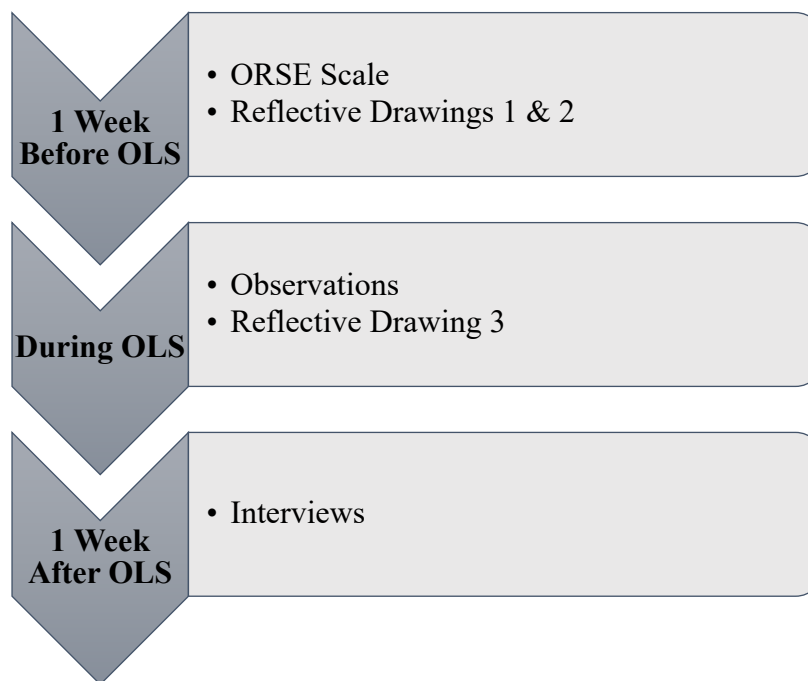 1 Week
Before OLS
• ORSE Scale
• Reflective Drawings 1 & 2
During OLS
• Observations
• Reflective Drawing 3
1 Week
After OLS
• Interviews